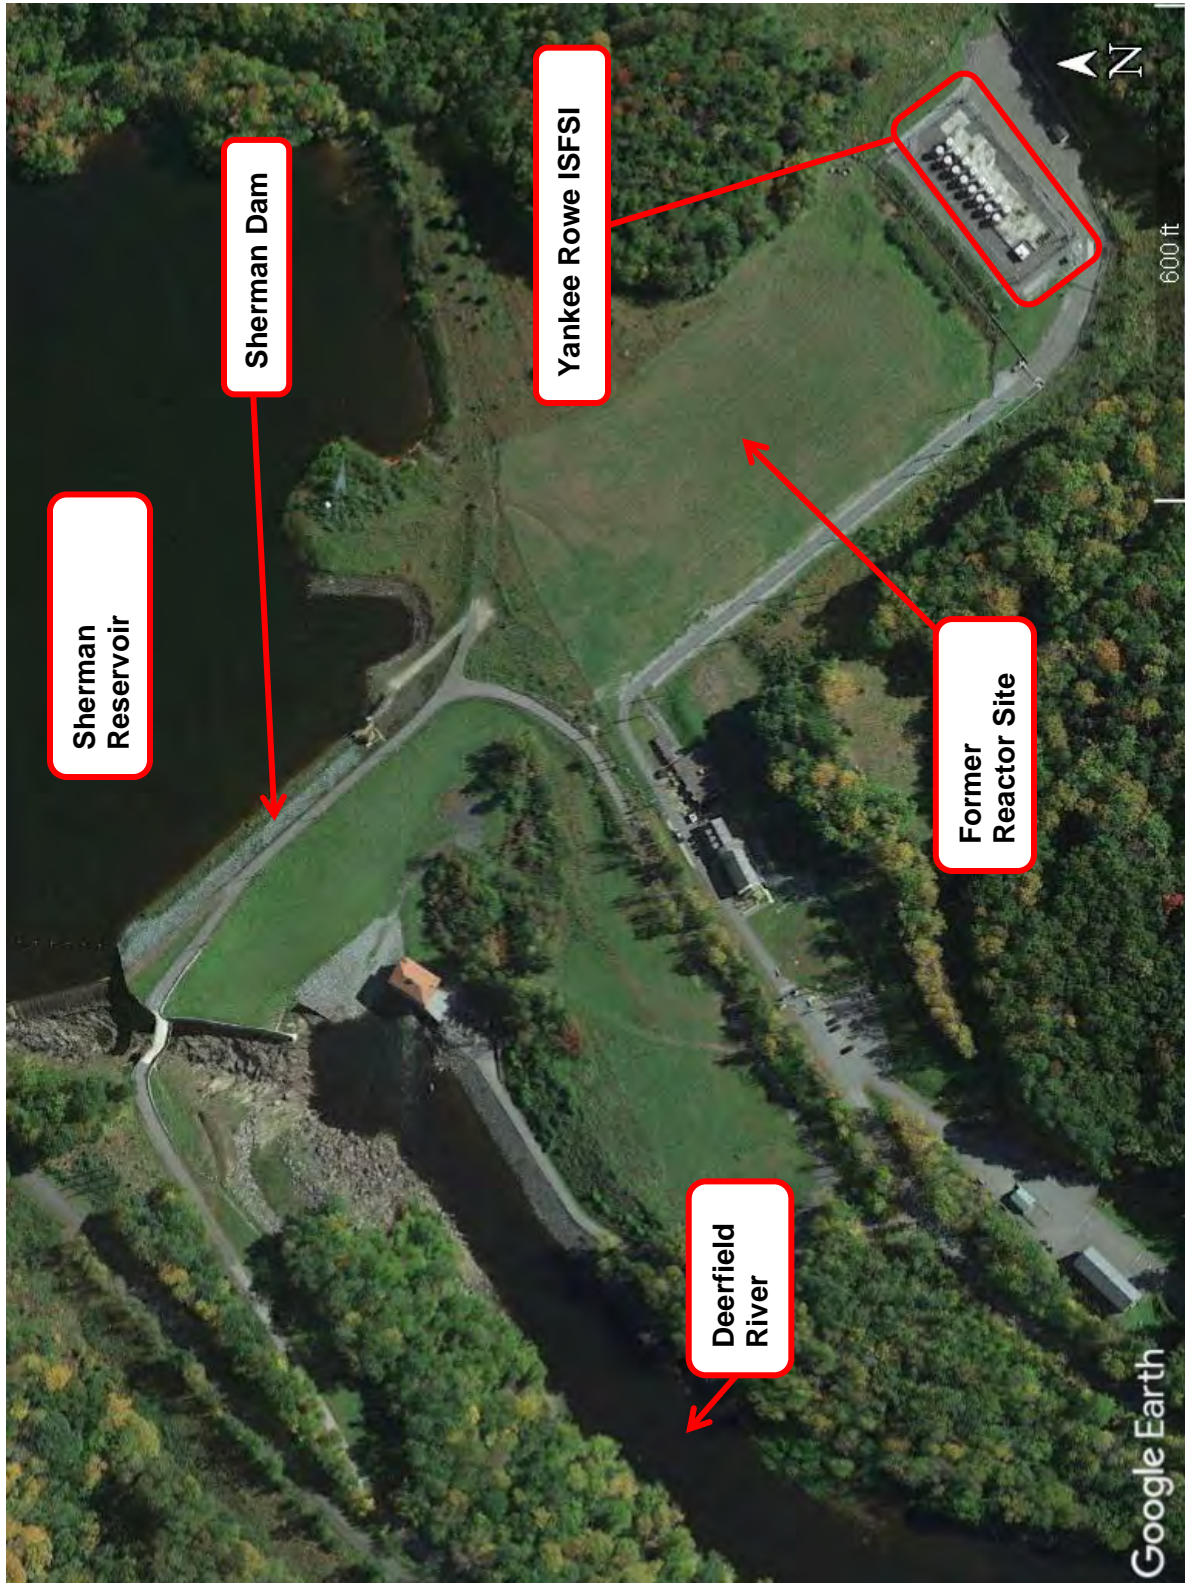 Sherman
Reservoir
Sherman Dam
Yankee Rowe ISFSI
Former
Reactor Site
Deerfield
River
N
600 ft
Google Earth